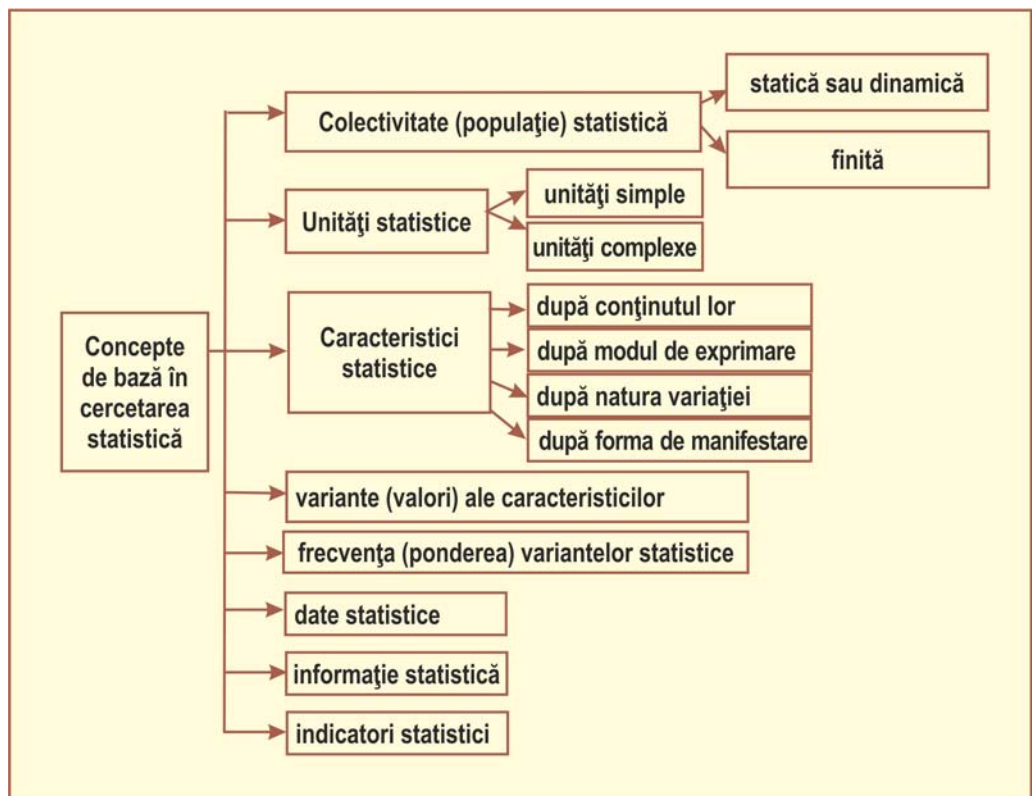 Concepte
de bază în
cercetarea
statistică
Colectivitate (populaţie) statistică
statică sau dinamică
finită
Unităţi statistice
unităţi simple
unităţi complexe
Caracteristici
statistice
după conţinutul lor
după modul de exprimare
după natura variaţiei
după forma de manifestare
variante (valori) ale caracteristicilor
frecvenţa (ponderea) variantelor statistice
date statistice
informaţie statistică
indicatori statistici